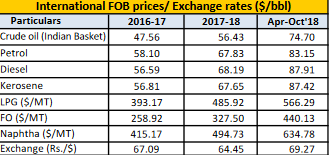 International FOB prices/ Exchange rates ($/bbl)
Particulars 2016-17 2017-18 Apr-Oct'18
Crude oil (Indian Basket) 47.56 56.43 74.70
Petrol 58.10 67.83 83.15
Diesel 56.59 68.19 87.91
Kerosene 56.81 67.65 87.42
LPG ($/MT) 393.17 485.92 566.29
FO ($/MT) 258.92 327.50 440.13
Naphtha ($/MT) 415.17 494.73 634.78
Exchange (Rs./$) 67.09 64.45 69.27